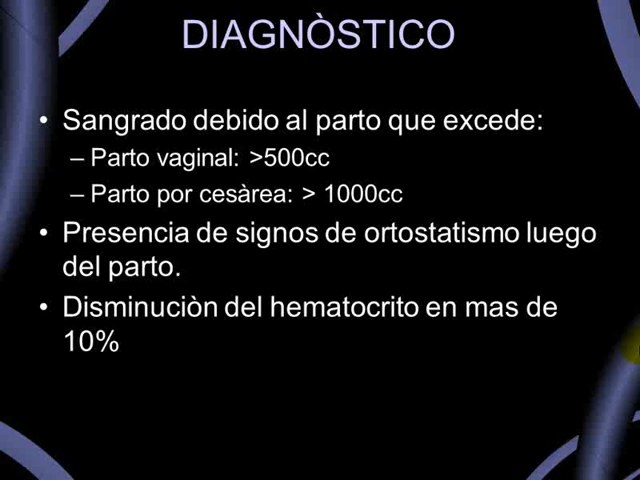 DIAGNÒSTICO
• Sangrado debido al parto que excede:
– Parto vaginal: >500cc
– Parto por cesàrea: > 1000cc
• Presencia de signos de ortostatismo luego
del parto.
• Disminuciòn del hematocrito en mas de
10%